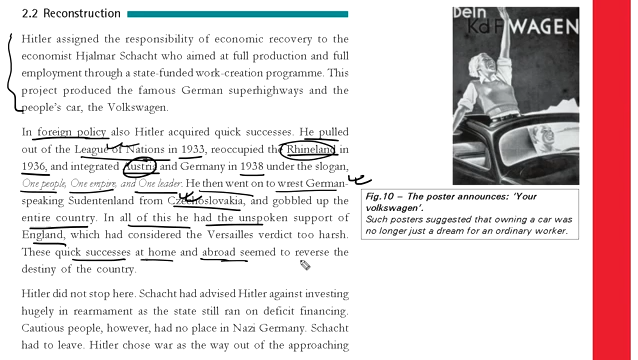 2.2 Reconstruction
Hitler assigned the responsibility of economic recovery to the
economist Hjalmar Schacht who aimed at full production and full
employment through a state-funded work-creation programme. This
project produced the famous German superhighways and the
people's car, the Volkswagen.
In foreign policy also Hitler acquired quick successes. He pulled
out of the League of Nations in 1933, reoccupied the Rhineland in
1936, and integrated Austria and Germany in 1938 under the slogan,
One people, One empire, and One leader. He then went on to wrest German-
speaking Sudentenland from Czechoslovakia, and gobbled up the
entire country. In all of this he had the unspoken support of
England, which had considered the Versailles verdict too harsh.
These quick successes at home and abroad seemed to reverse the
destiny of the country.
Hitler did not stop here. Schacht had advised Hitler against investing
hugely in rearmament as the state still ran on deficit financing.
Cautious people, however, had no place in Nazi Germany. Schacht
had to leave. Hitler chose war as the way out of the approaching
Dein
KdF WAGEN
Fig.10 – The poster announces: 'Your
volkswagen'.
Such posters suggested that owning a car was
no longer just a dream for an ordinary worker.